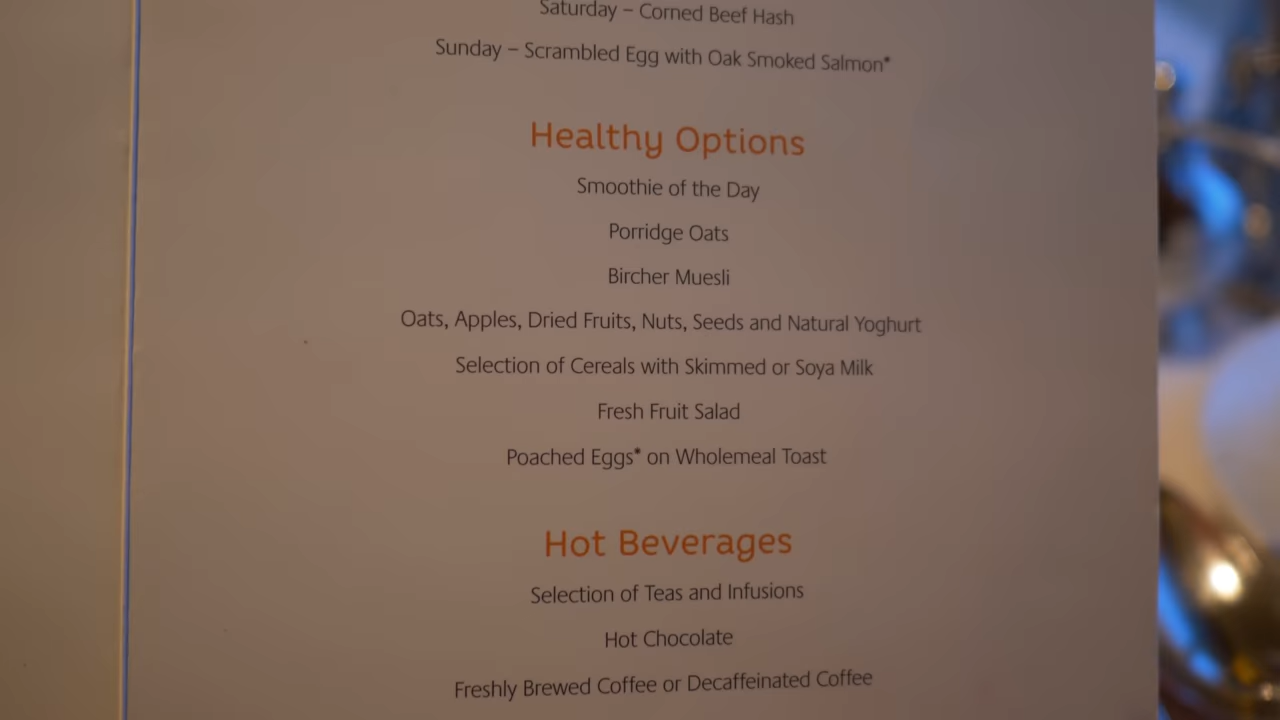 Saturday – Corned Beef Hash
Sunday – Scrambled Egg with Oak Smoked Salmon*
Healthy Options
Smoothie of the Day
Porridge Oats
Bircher Muesli
Oats, Apples, Dried Fruits, Nuts, Seeds and Natural Yoghurt
Selection of Cereals with Skimmed or Soya Milk
Fresh Fruit Salad
Poached Eggs* on Wholemeal Toast
Hot Beverages
Selection of Teas and Infusions
Hot Chocolate
Freshly Brewed Coffee or Decaffeinated Coffee